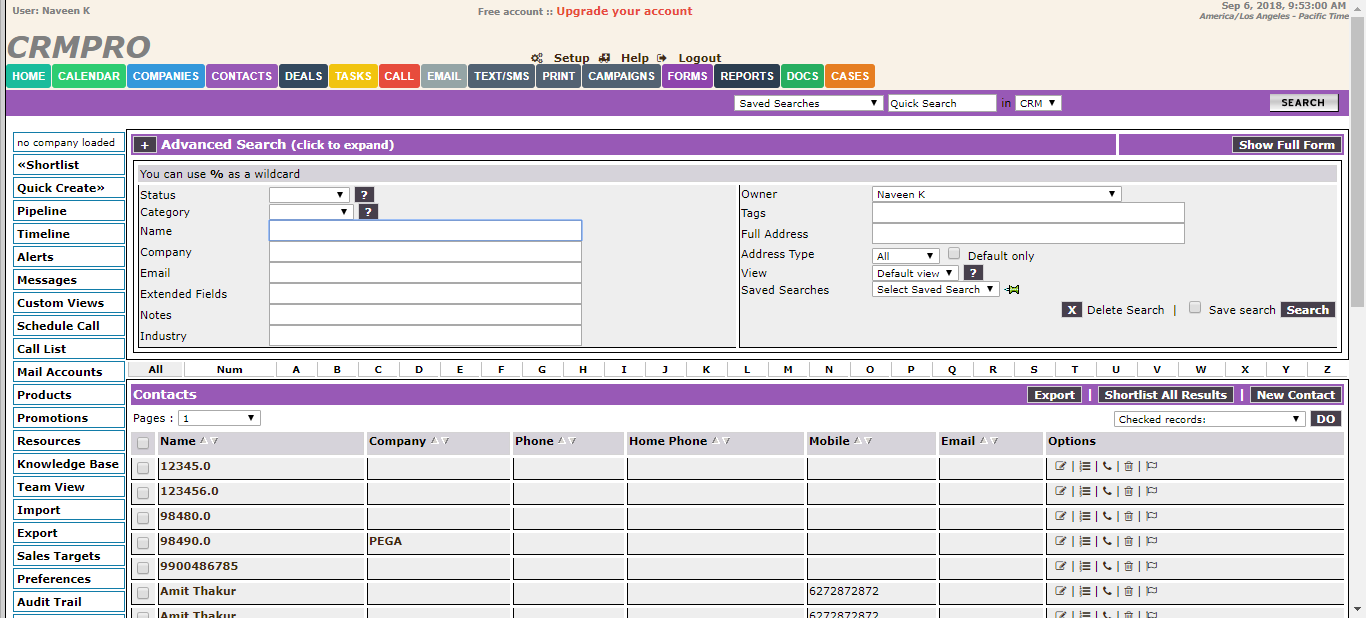 User: Naveen K
Free account :: Upgrade your account
Sep 6, 2018, 9:53:00 AM
America/Los Angeles - Pacific Time
CRMPRO
Setup Help Logout
HOME CALENDAR COMPANIES CONTACTS DEALS TASKS CALL EMAIL TEXT/SMS PRINT CAMPAIGNS FORMS REPORTS DOCS CASES
Saved Searches Quick Search in CRM SEARCH
no company loaded
«Shortlist
Quick Create»
Pipeline
Timeline
Alerts
Messages
Custom Views
Schedule Call
Call List
Mail Accounts
Products
Promotions
Resources
Knowledge Base
Team View
Import
Export
Sales Targets
Preferences
Audit Trail
+ Advanced Search (click to expand) Show Full Form
You can use % as a wildcard
Status ?
Category ?
Name
Company
Email
Extended Fields
Notes
Industry
Owner Naveen K
Tags
Full Address
Address Type All Default only
View Default view ?
Saved Searches Select Saved Search
X Delete Search | Save search Search
All Num A B C D E F G H I J K L M N O P Q R S T U V W X Y Z
Contacts Export | Shortlist All Results | New Contact
Pages : 1 Checked records: DO
Name Company Phone Home Phone Mobile Email Options
12345.0 | | | |
123456.0 | | | |
98480.0 | | | |
98490.0 PEGA | | | |
9900486785 | | | |
Amit Thakur 6272872872 | | | |
Amit Thakur 6272872872 | | | |